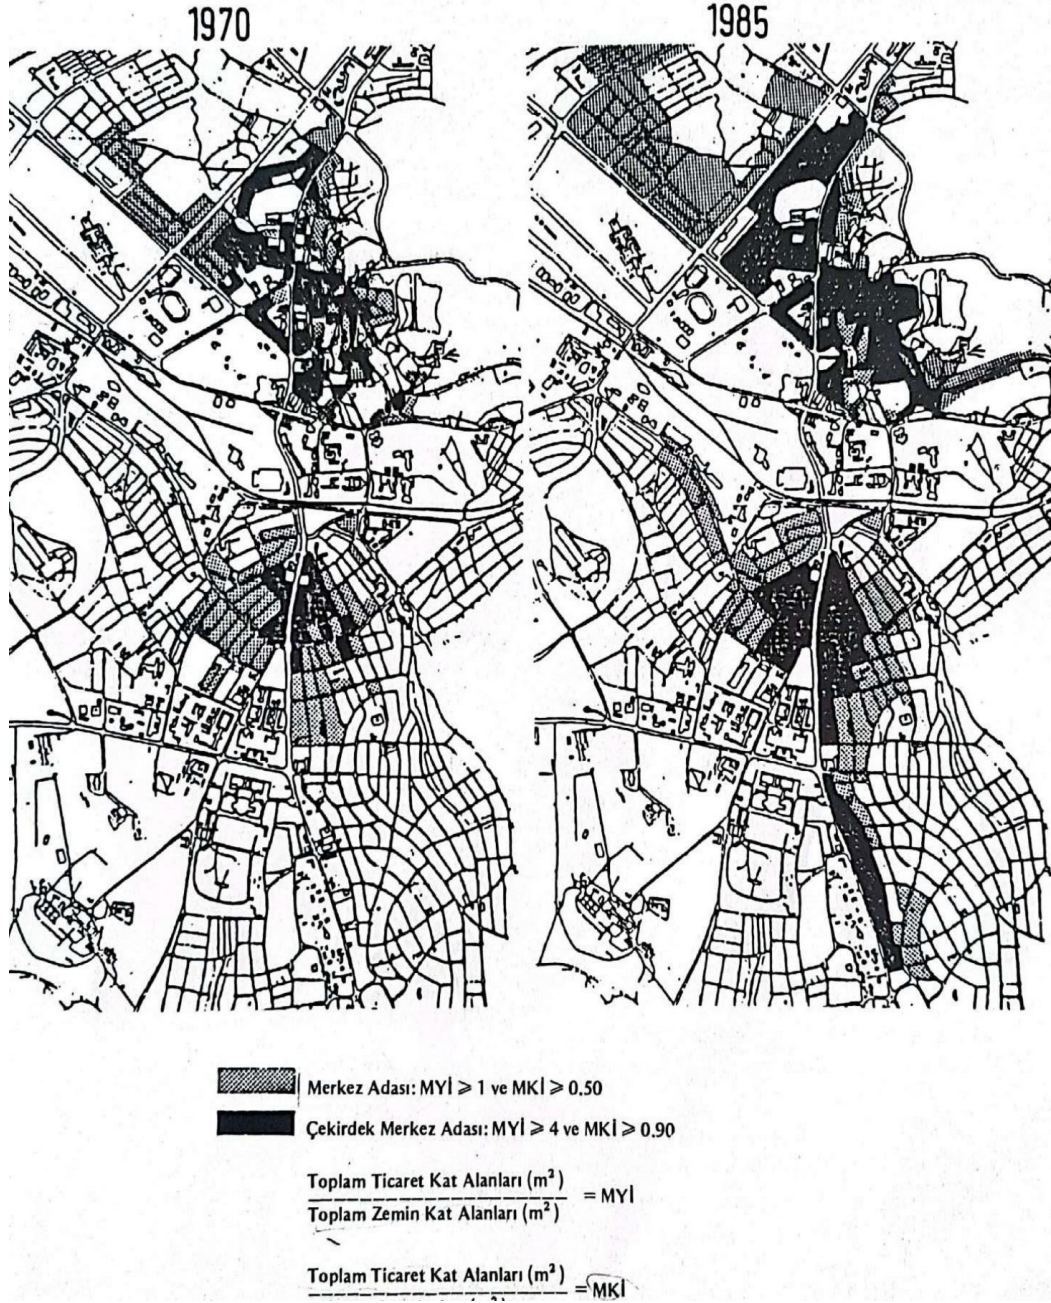 1970
1985
Merkez Adası: MYİ ⩾ 1 ve MKİ ⩾ 0.50
Çekirdek Merkez Adası: MYİ ⩾ 4 ve MKİ ⩾ 0.90
Toplam Ticaret Kat Alanları (m²)
Toplam Zemin Kat Alanları (m²)
= MYİ
Toplam Ticaret Kat Alanları (m²)
= MKİ